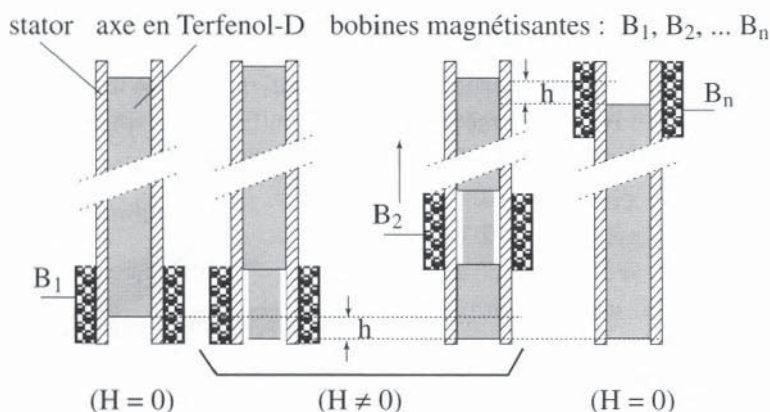 stator axe en Terfenol-D bobines magnétisantes : B1, B2, ... Bn
h
Bn
B2
B1
h
(H = 0) (H ≠ 0) (H = 0)